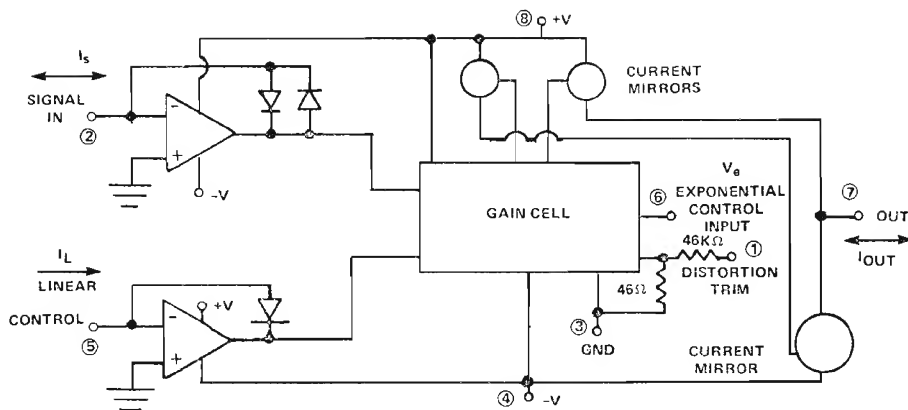 ⑧ +V
I_s
SIGNAL IN
②
-
+
-V
CURRENT MIRRORS
GAIN CELL
V_e
⑥ EXPONENTIAL CONTROL INPUT
⑦ OUT
I_OUT
46KΩ ①
DISTORTION TRIM
46Ω
③
GND
I_L
LINEAR
CONTROL
⑤
+V
-
+
CURRENT MIRROR
④ -V